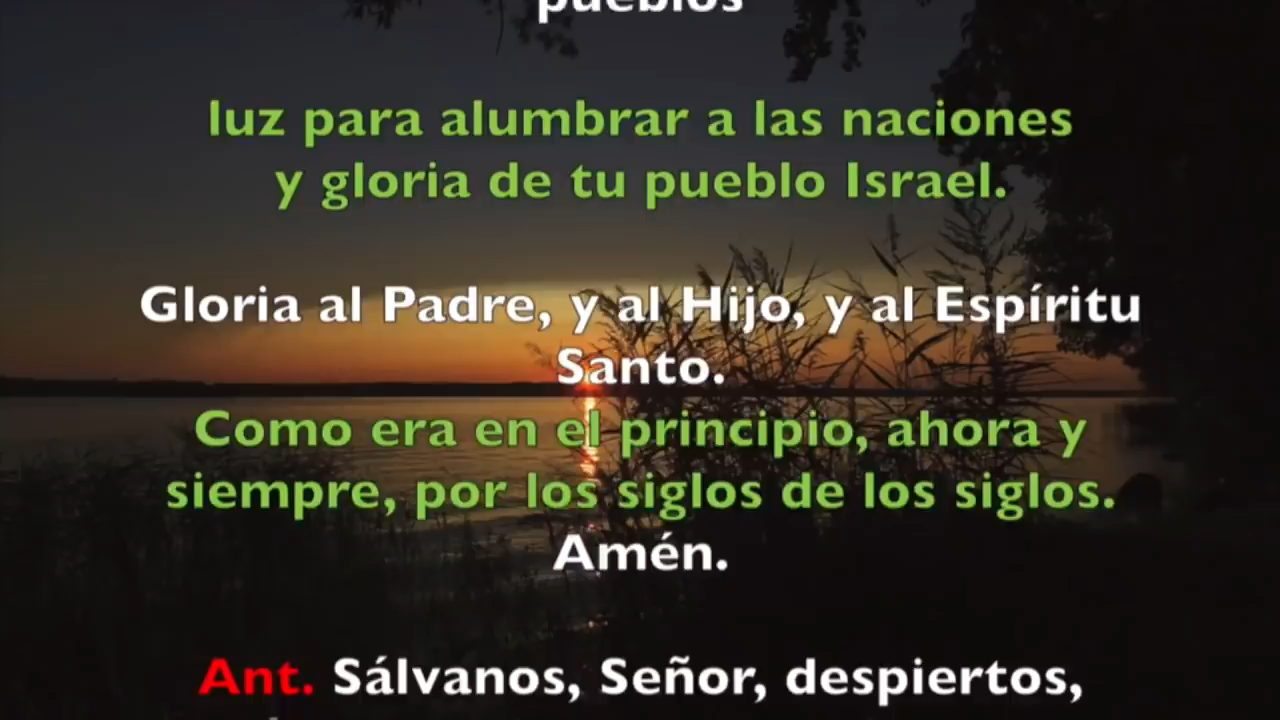 pueblos
luz para alumbrar a las naciones
y gloria de tu pueblo Israel.
Gloria al Padre, y al Hijo, y al Espíritu
Santo.
Como era en el principio, ahora y
siempre, por los siglos de los siglos.
Amén.
Ant. Sálvanos, Señor, despiertos,